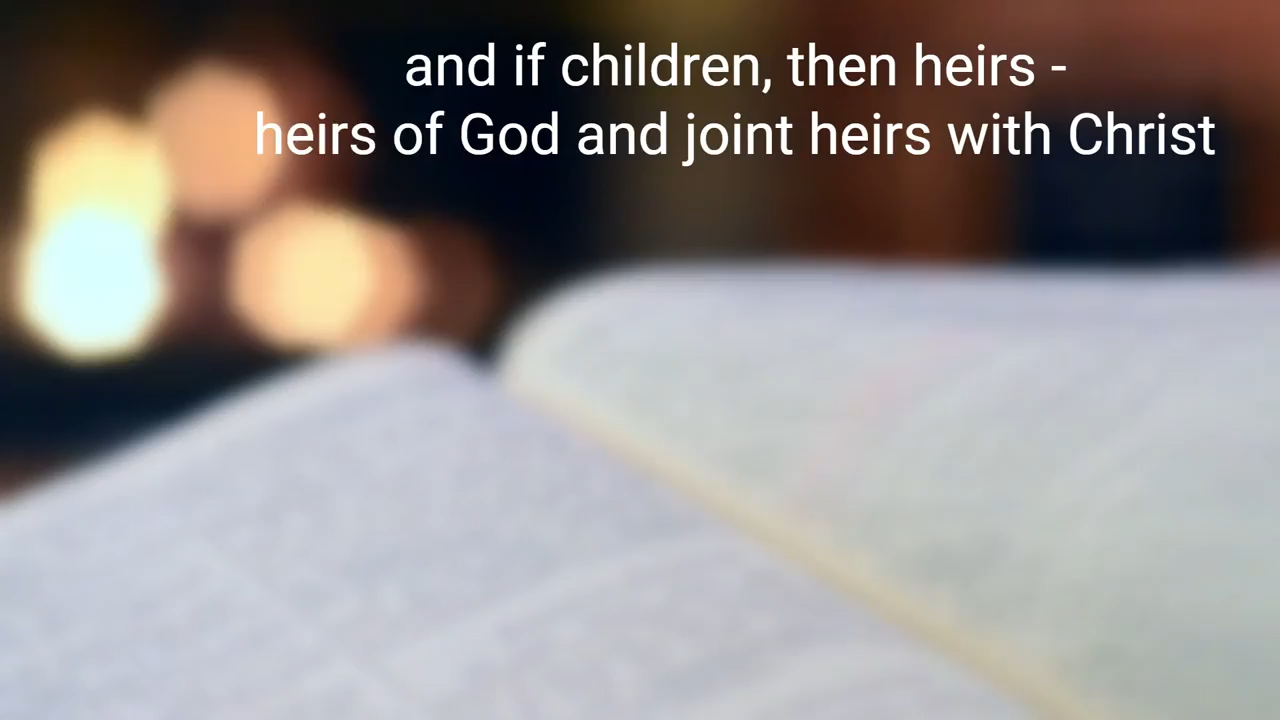 and if children, then heirs -
heirs of God and joint heirs with Christ